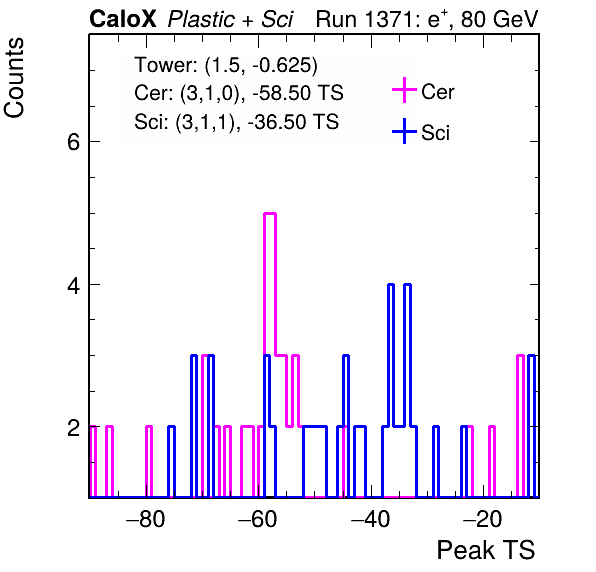 CaloX Plastic + Sci Run 1371: e+, 80 GeV
Tower: (1.5, -0.625)
Cer: (3,1,0), -58.50 TS
Sci: (3,1,1), -36.50 TS
Cer
Sci
Counts
6
4
2
−80 −60 −40 −20
Peak TS